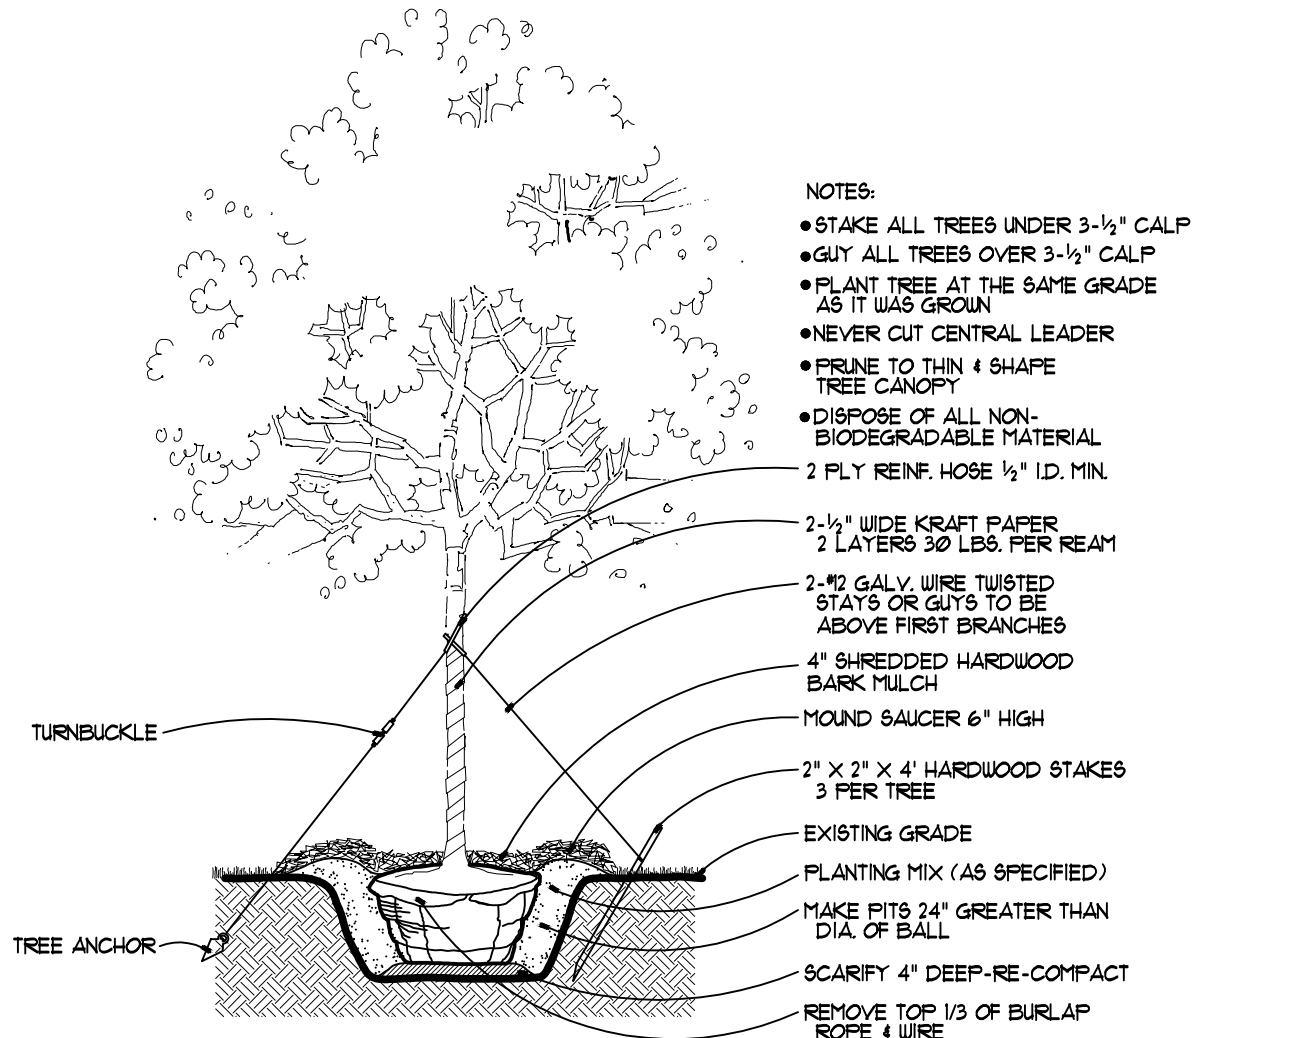 NOTES:
●STAKE ALL TREES UNDER 3-½" CALP
●GUY ALL TREES OVER 3-½" CALP
●PLANT TREE AT THE SAME GRADE
AS IT WAS GROWN
●NEVER CUT CENTRAL LEADER
●PRUNE TO THIN & SHAPE
TREE CANOPY
●DISPOSE OF ALL NON-
BIODEGRADABLE MATERIAL
2 PLY REINF. HOSE ½" I.D. MIN.
2-½" WIDE KRAFT PAPER
2 LAYERS 30 LBS. PER REAM
2-#12 GALV. WIRE TWISTED
STAYS OR GUYS TO BE
ABOVE FIRST BRANCHES
4" SHREDDED HARDWOOD
BARK MULCH
MOUND SAUCER 6" HIGH
2" X 2" X 4' HARDWOOD STAKES
3 PER TREE
EXISTING GRADE
PLANTING MIX (AS SPECIFIED)
MAKE PITS 24" GREATER THAN
DIA. OF BALL
SCARIFY 4" DEEP-RE-COMPACT
REMOVE TOP 1/3 OF BURLAP
ROPE & WIRE
TURNBUCKLE
TREE ANCHOR